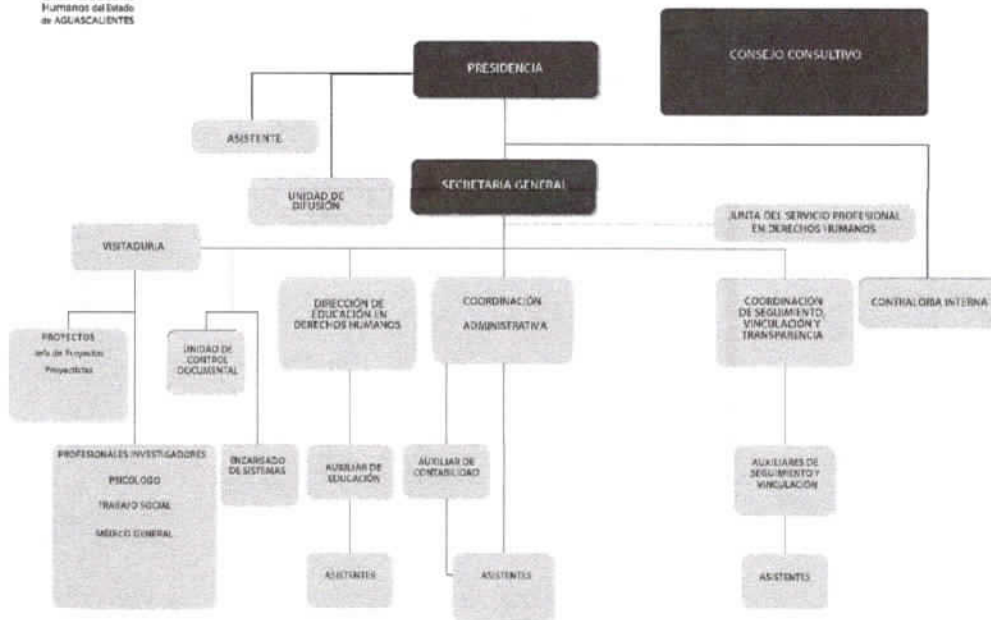 Humanos del Estado
de AGUASCALIENTES
PRESIDENCIA
CONSEJO CONSULTIVO
ASISTENTE
UNIDAD DE
DIFUSIÓN
SECRETARIA GENERAL
JUNTA DEL SERVICIO PROFESIONAL
EN DERECHOS HUMANOS
VISITADURIA
DIRECCIÓN DE
EDUCACIÓN EN
DERECHOS HUMANOS
COORDINACIÓN
ADMINISTRATIVA
COORDINACIÓN
DE SEGUIMIENTO,
VINCULACIÓN Y
TRANSPARENCIA
CONTRALORIA INTERNA
PROYECTOS
Jefa de Proyectos
Proyectistas
UNIDAD DE
CONTROL
DOCUMENTAL
PROFESIONALES INVESTIGADORES
PSICOLOGO
TRABAJO SOCIAL
MÉDICO GENERAL
ENCARGADO
DE SISTEMAS
AUXILIAR DE
EDUCACIÓN
AUXILIAR DE
CONTABILIDAD
AUXILIARES DE
SEGUIMIENTO Y
VINCULACIÓN
ASISTENTES
ASISTENTES
ASISTENTES